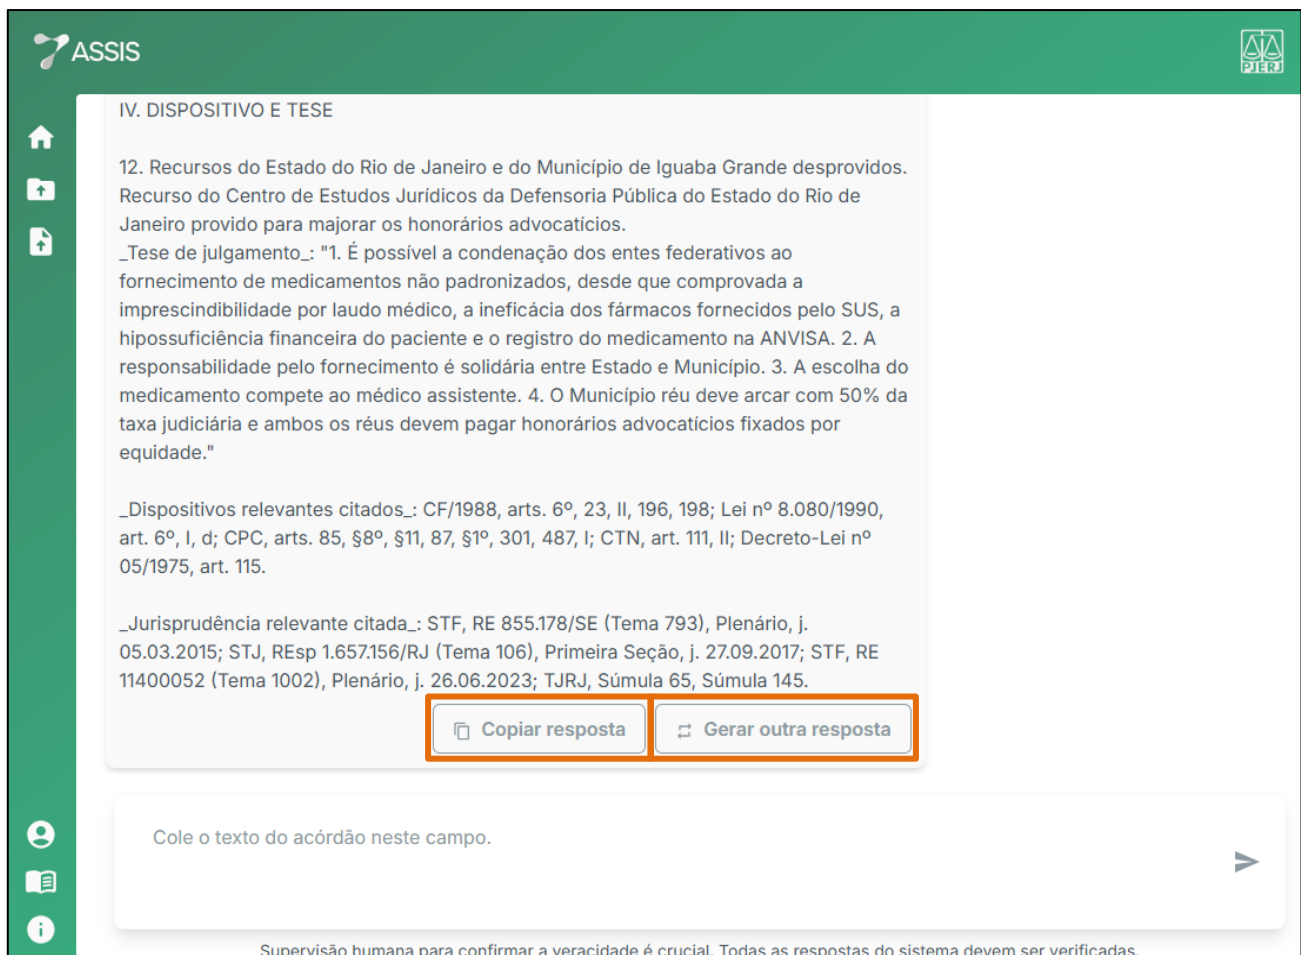 ASSIS
PJERJ
IV. DISPOSITIVO E TESE
12. Recursos do Estado do Rio de Janeiro e do Município de Iguaba Grande desprovidos.
Recurso do Centro de Estudos Jurídicos da Defensoria Pública do Estado do Rio de
Janeiro provido para majorar os honorários advocatícios.
_Tese de julgamento_: "1. É possível a condenação dos entes federativos ao
fornecimento de medicamentos não padronizados, desde que comprovada a
imprescindibilidade por laudo médico, a ineficácia dos fármacos fornecidos pelo SUS, a
hipossuficiência financeira do paciente e o registro do medicamento na ANVISA. 2. A
responsabilidade pelo fornecimento é solidária entre Estado e Município. 3. A escolha do
medicamento compete ao médico assistente. 4. O Município réu deve arcar com 50% da
taxa judiciária e ambos os réus devem pagar honorários advocatícios fixados por
equidade."
_Dispositivos relevantes citados_: CF/1988, arts. 6º, 23, II, 196, 198; Lei nº 8.080/1990,
art. 6º, I, d; CPC, arts. 85, §8º, §11, 87, §1º, 301, 487, I; CTN, art. 111, II; Decreto-Lei nº
05/1975, art. 115.
_Jurisprudência relevante citada_: STF, RE 855.178/SE (Tema 793), Plenário, j.
05.03.2015; STJ, REsp 1.657.156/RJ (Tema 106), Primeira Seção, j. 27.09.2017; STF, RE
11400052 (Tema 1002), Plenário, j. 26.06.2023; TJRJ, Súmula 65, Súmula 145.
Copiar resposta
Gerar outra resposta
Cole o texto do acórdão neste campo.
Supervisão humana para confirmar a veracidade é crucial. Todas as respostas do sistema devem ser verificadas.